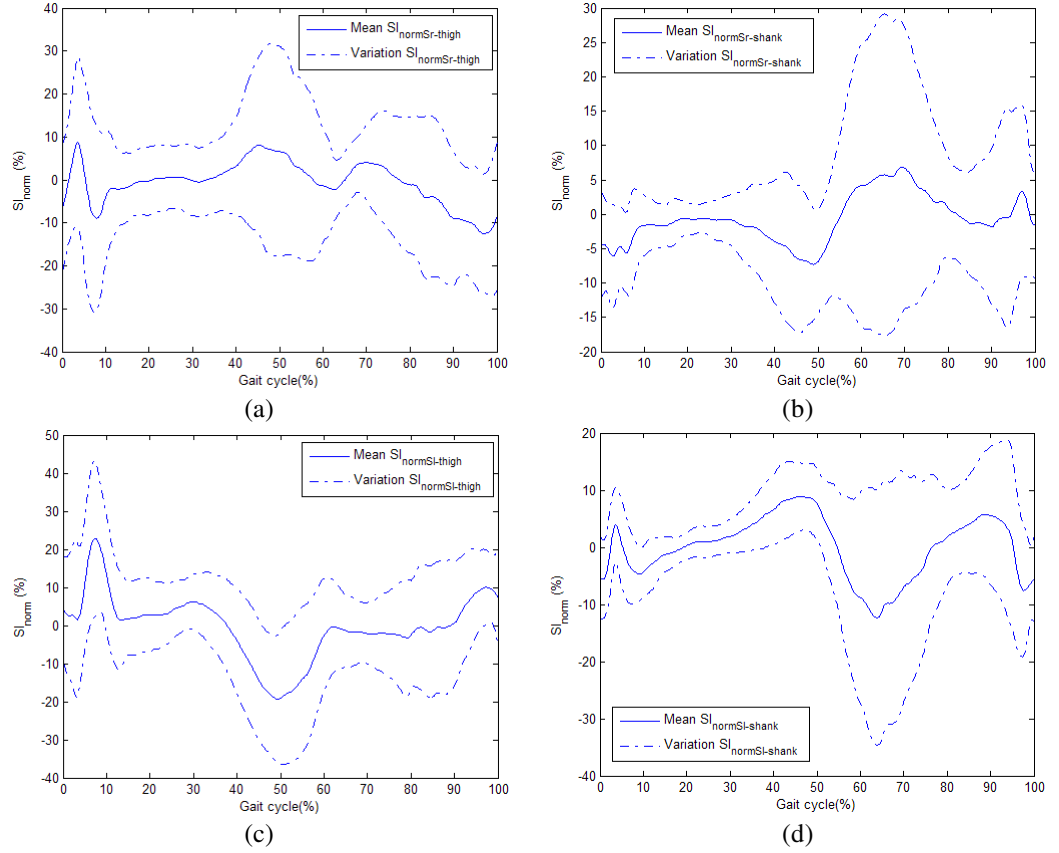 40
30
20
10
0
-10
-20
-30
-40
SI_norm (%)
0 10 20 30 40 50 60 70 80 90 100
Gait cycle(%)
Mean SI_normSr-thigh
Variation SI_normSr-thigh
(a)
30
25
20
15
10
5
0
-5
-10
-15
-20
SI_norm (%)
0 10 20 30 40 50 60 70 80 90 100
Gait cycle(%)
Mean SI_normSr-shank
Variation SI_normSr-shank
(b)
50
40
30
20
10
0
-10
-20
-30
-40
SI_norm (%)
0 10 20 30 40 50 60 70 80 90 100
Gait cycle(%)
Mean SI_normSl-thigh
Variation SI_normSl-thigh
(c)
20
10
0
-10
-20
-30
-40
SI_norm (%)
0 10 20 30 40 50 60 70 80 90 100
Gait cycle(%)
Mean SI_normSl-shank
Variation SI_normSl-shank
(d)